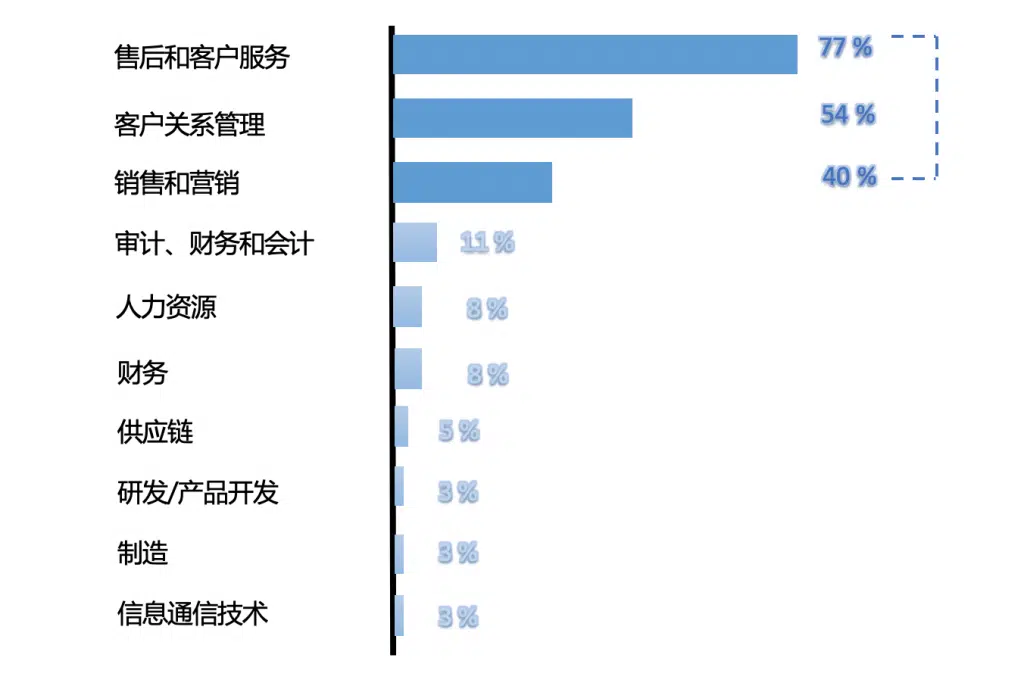 售后和客户服务 77 %
客户关系管理 54 %
销售和营销 40 %
审计、财务和会计 11 %
人力资源 8 %
财务 8 %
供应链 5 %
研发/产品开发 3 %
制造 3 %
信息通信技术 3 %